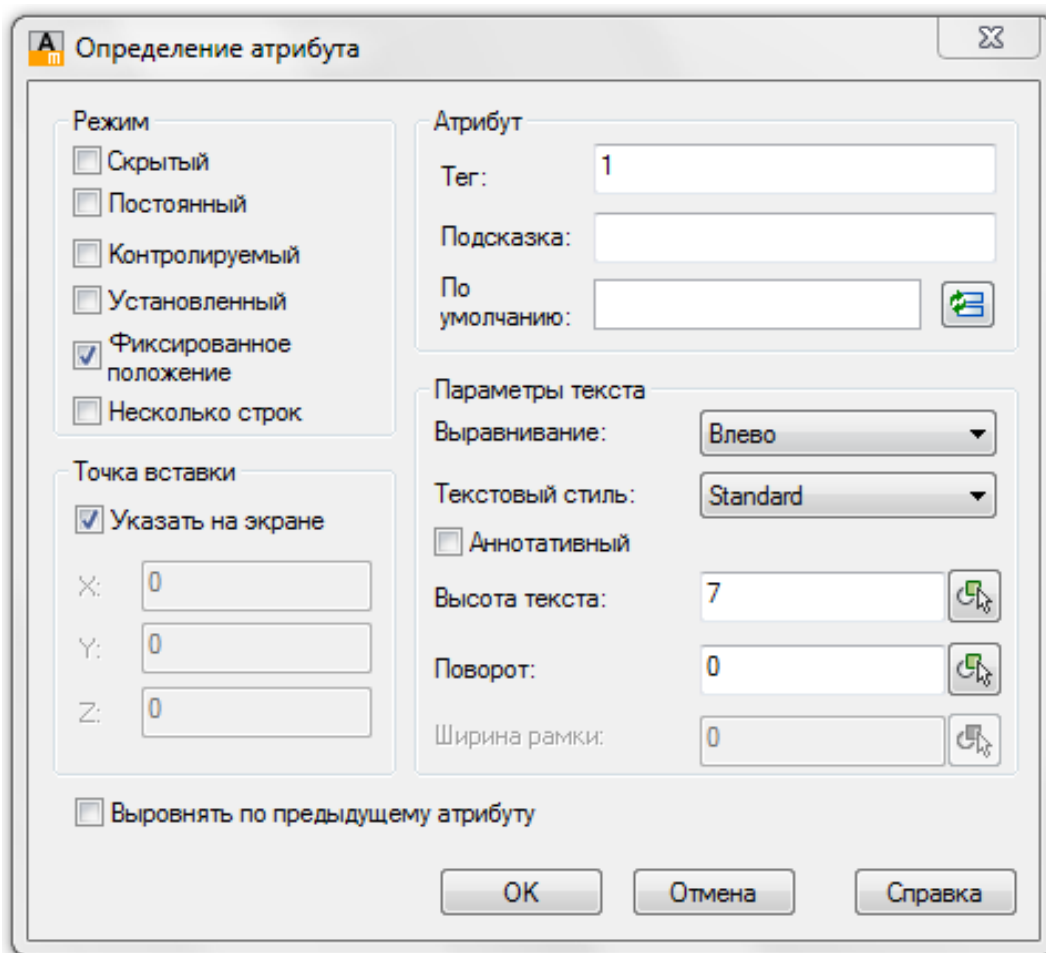 Определение атрибута
Режим
Скрытый
Постоянный
Контролируемый
Установленный
Фиксированное
положение
Несколько строк
Точка вставки
Указать на экране
X: 0
Y: 0
Z: 0
Атрибут
Тег: 1
Подсказка:
По
умолчанию:
Параметры текста
Выравнивание: Влево
Текстовый стиль: Standard
Аннотативный
Высота текста: 7
Поворот: 0
Ширина рамки: 0
Выровнять по предыдущему атрибуту
OK Отмена Справка